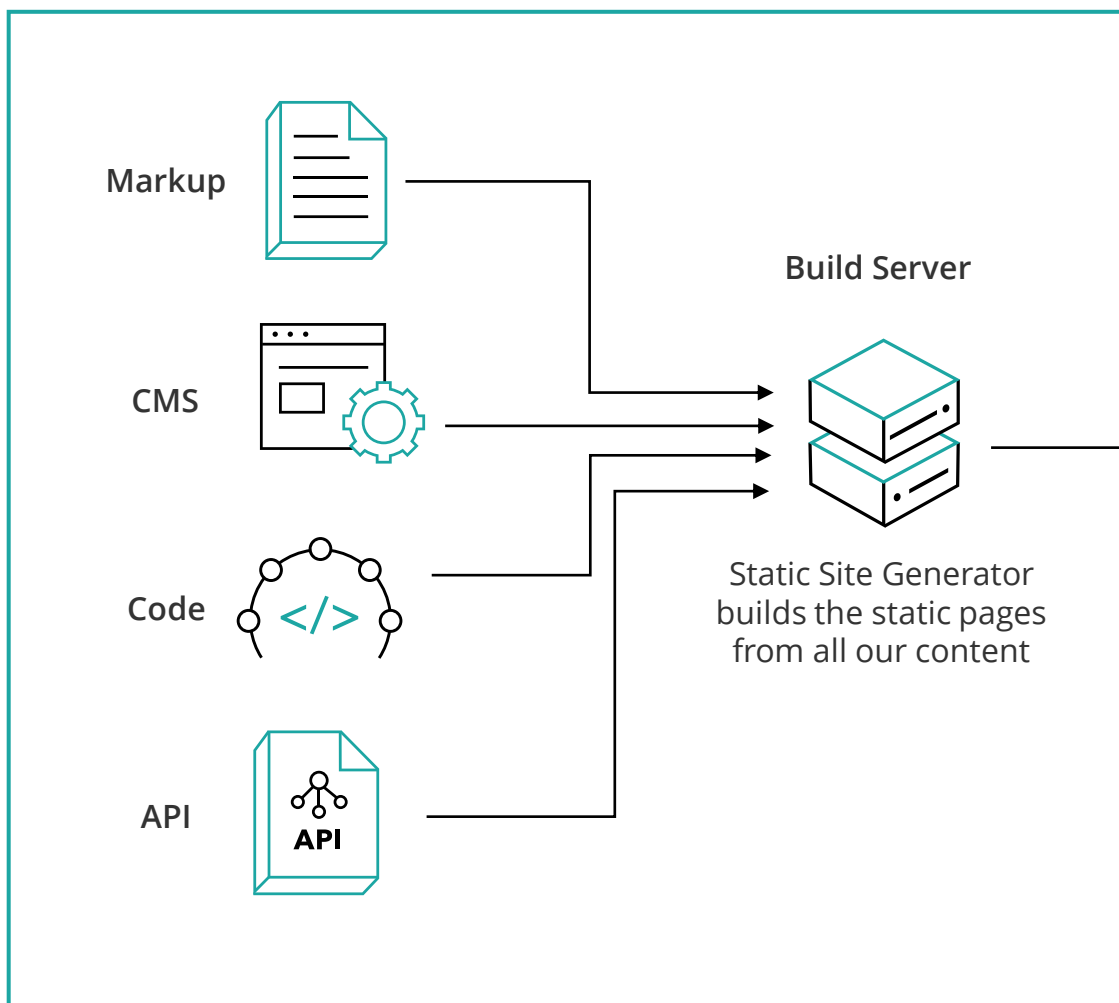 Markup
Build Server
CMS
Static Site Generator
builds the static pages
from all our content
Code
</>
API
API